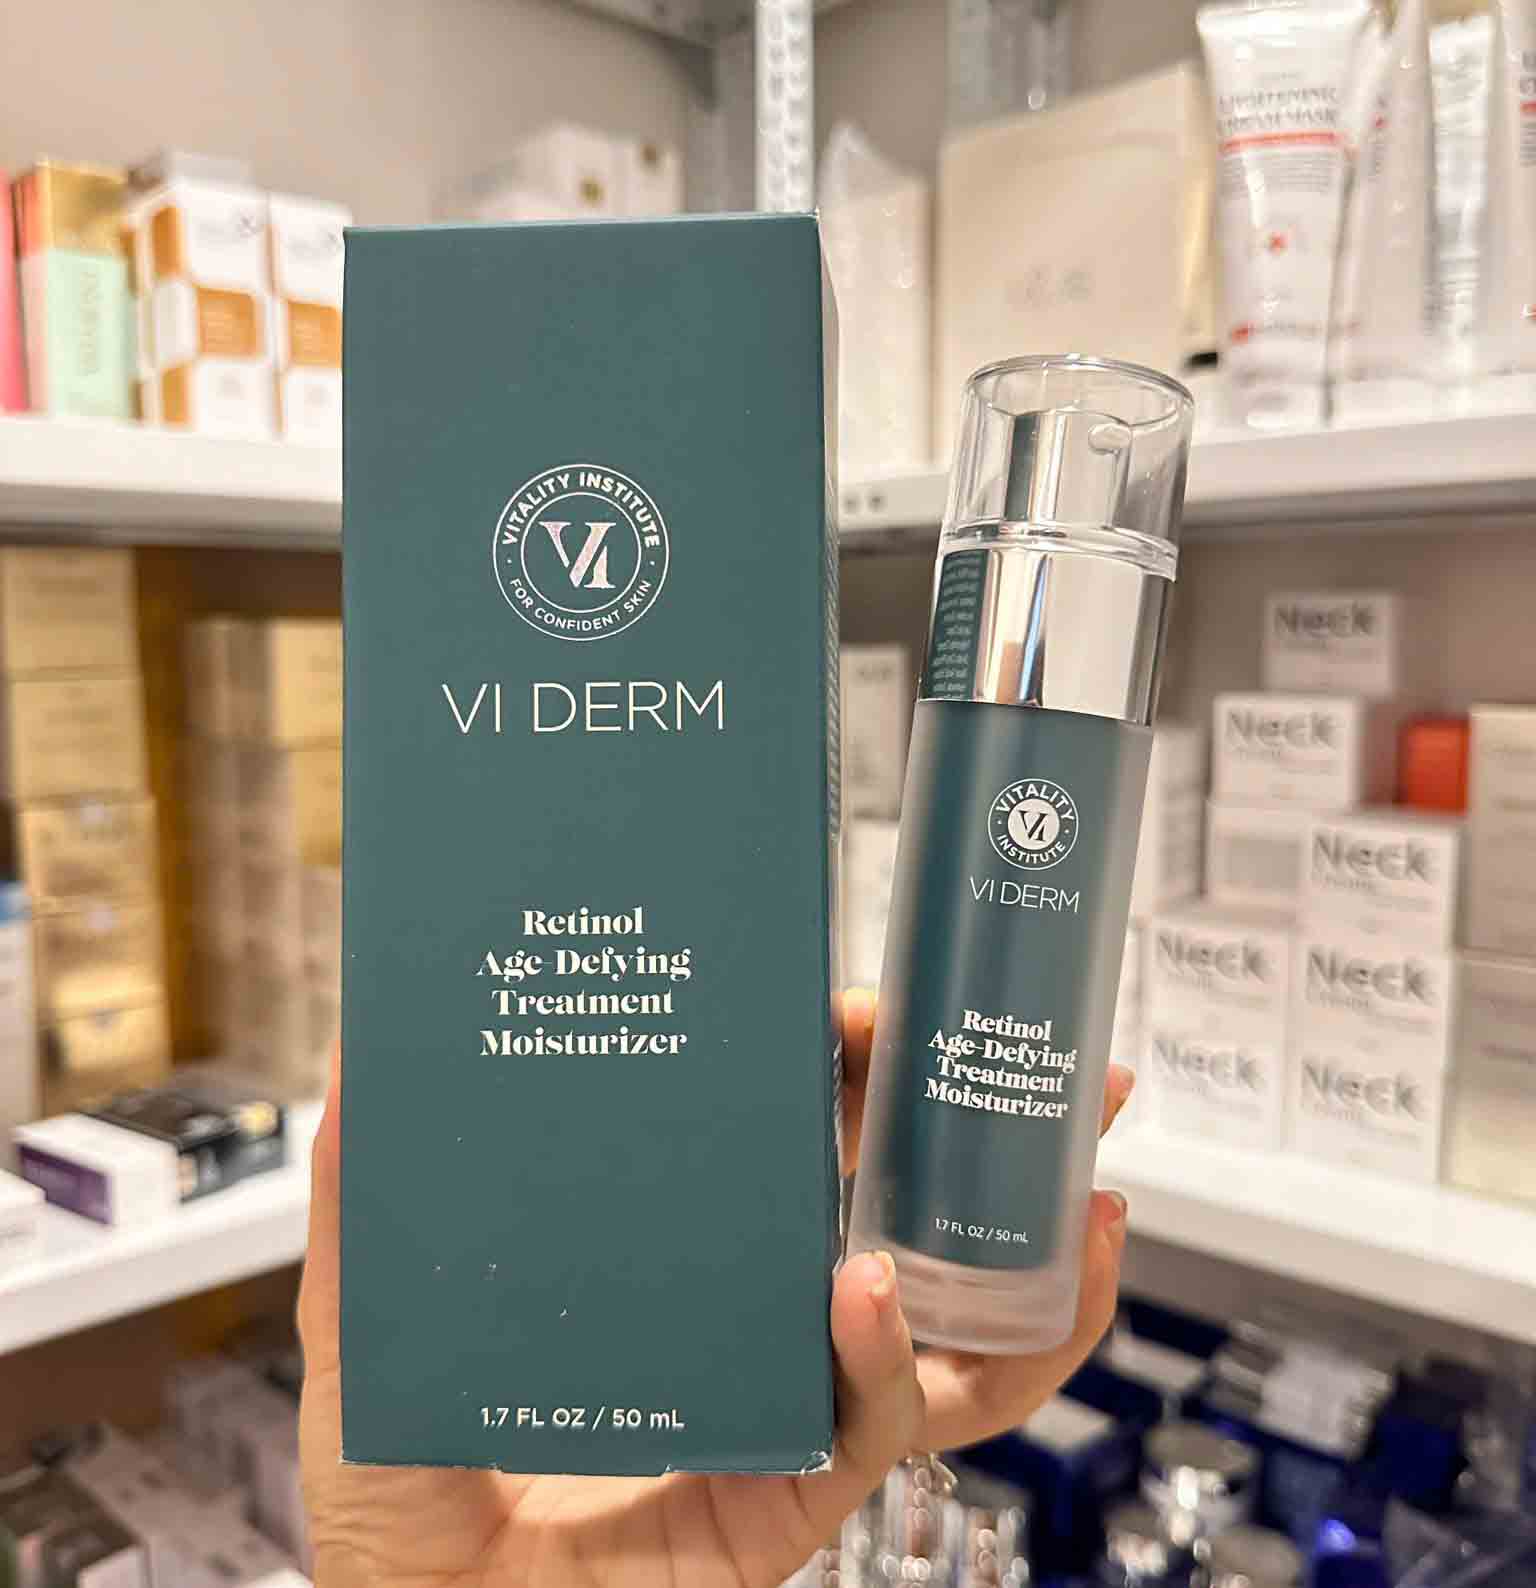 VITALITY INSTITUTE
VI
FOR CONFIDENT SKIN
VI DERM
Retinol
Age-Defying
Treatment
Moisturizer
1.7 FL OZ / 50 mL
VITALITY
VI
INSTITUTE
VI DERM
Retinol
Age-Defying
Treatment
Moisturizer
1.7 FL OZ / 50 mL
Neck
Neck
Neck
Neck
Neck
Neck
Neck